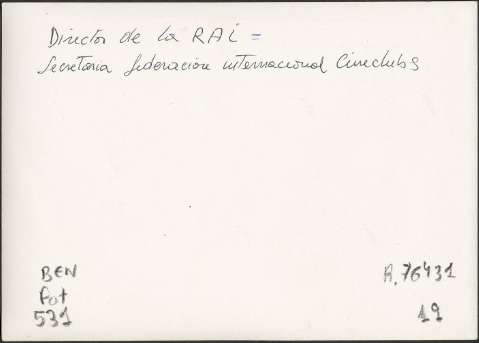 Director de la RAI =
Secretaria federación internacional Cineclubs
BEN
fot
531
R. 76431
19